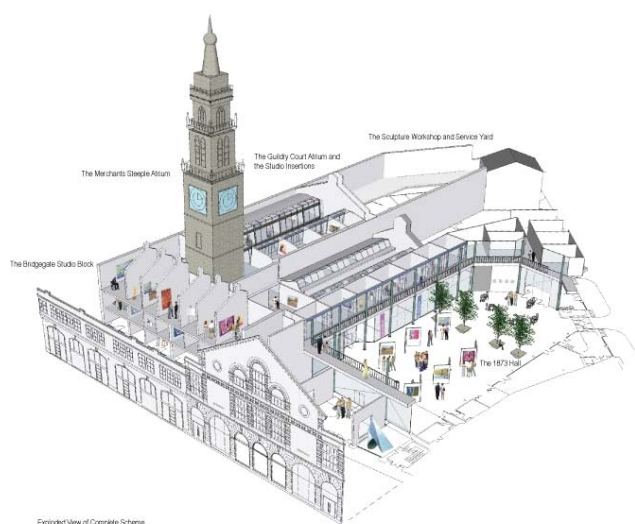 The Sculpture Workshop and Service Yard
The Guildry Court Atrium and
the Studio Insertions
The Merchants Steeple Atrium
The Bridgegate Studio Block
The 1873 Hall
Exploded View of Complete Scheme